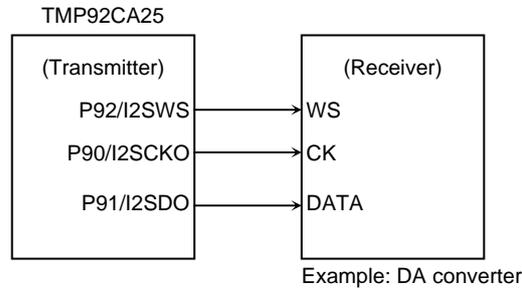 TMP92CA25
(Transmitter) (Receiver)
P92/I2SWS WS
P90/I2SCKO CK
P91/I2SDO DATA
Example: DA converter